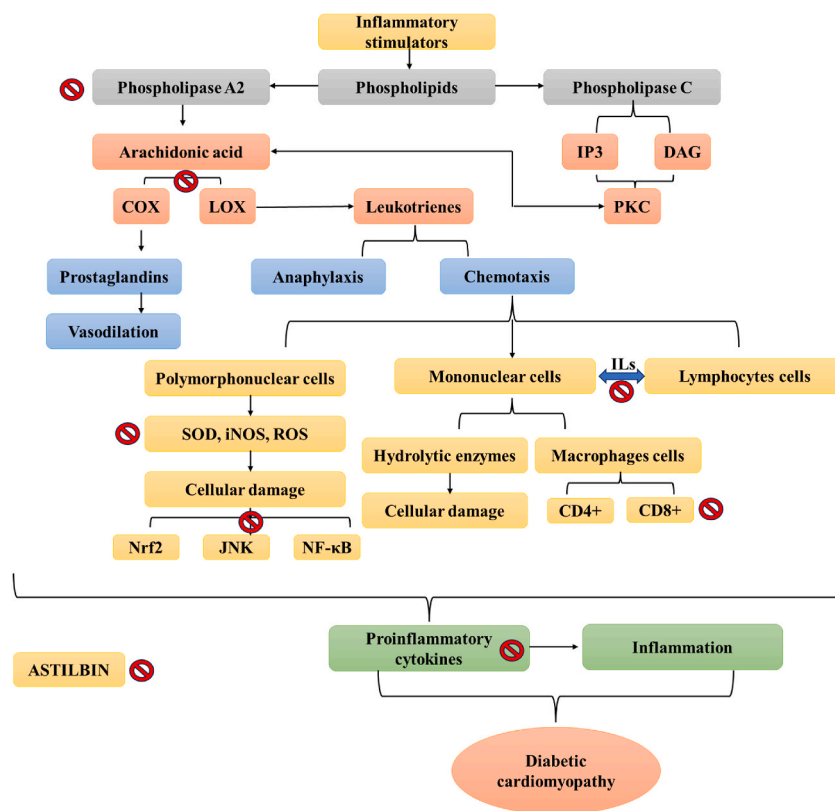 Inflammatory
stimulators
Phospholipase A2
Phospholipids
Phospholipase C
Arachidonic acid
IP3
DAG
COX
LOX
Leukotrienes
PKC
Prostaglandins
Anaphylaxis
Chemotaxis
Vasodilation
Polymorphonuclear cells
Mononuclear cells
ILs
Lymphocytes cells
SOD, iNOS, ROS
Hydrolytic enzymes
Macrophages cells
Cellular damage
Cellular damage
CD4+
CD8+
Nrf2
JNK
NF-κB
Proinflammatory
cytokines
Inflammation
ASTILBIN
Diabetic
cardiomyopathy